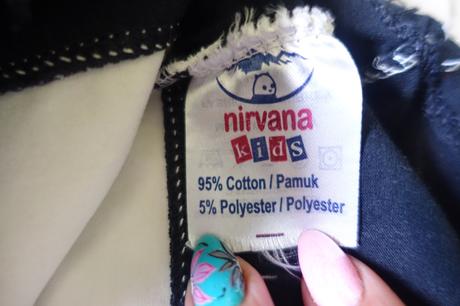 nirvana
kids
95% Cotton / Pamuk
5% Polyester / Polyester